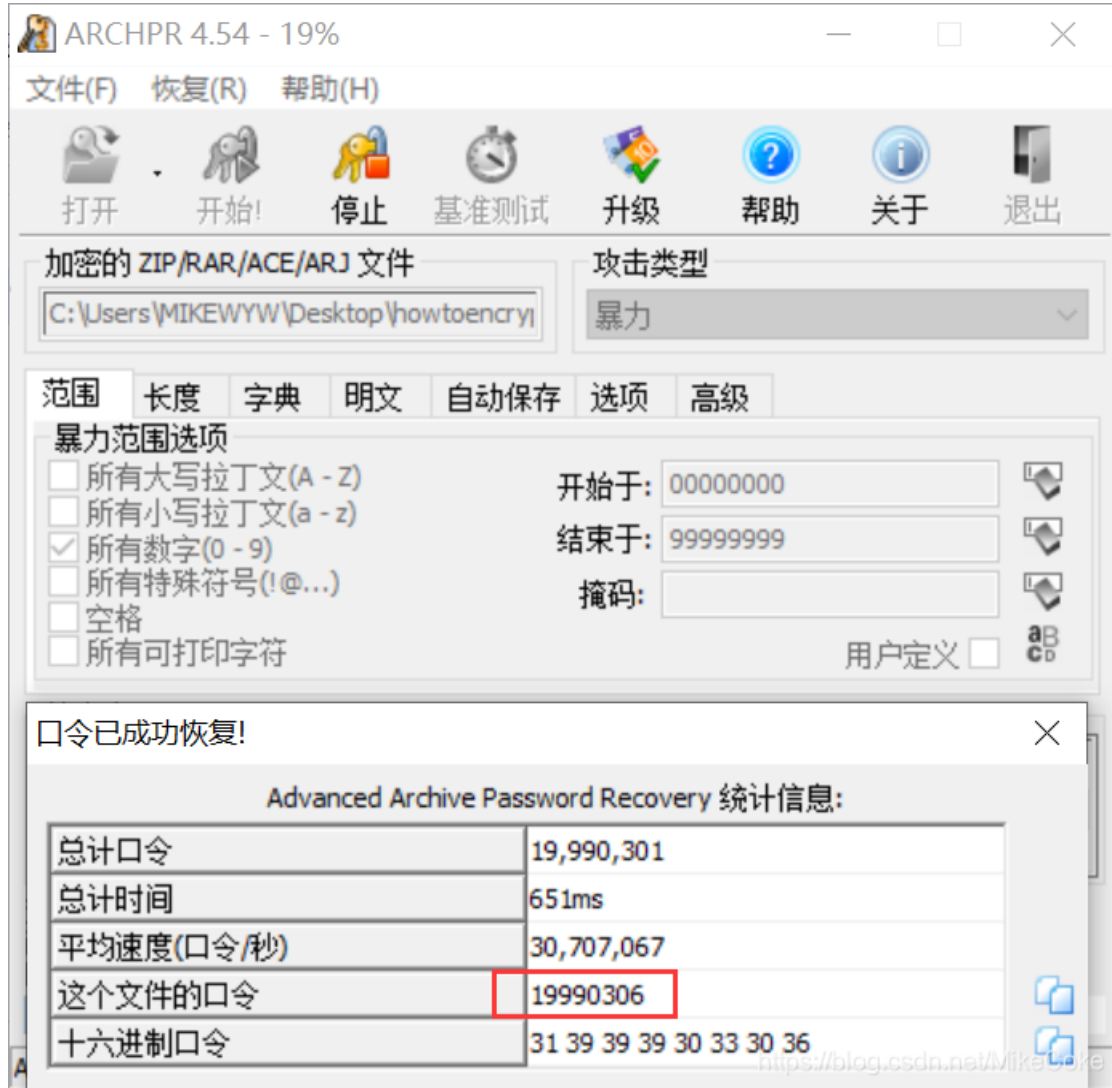 ARCHPR 4.54 - 19%
文件(F) 恢复(R) 帮助(H)
打开 开始! 停止 基准测试 升级 帮助 关于 退出
加密的 ZIP/RAR/ACE/ARJ 文件 攻击类型
C:\Users\MIKEWYW\Desktop\howtoencryp 暴力
范围 长度 字典 明文 自动保存 选项 高级
暴力范围选项
所有大写拉丁文(A - Z)
所有小写拉丁文(a - z)
所有数字(0 - 9)
所有特殊符号(!@...)
空格
所有可打印字符
开始于: 00000000
结束于: 99999999
掩码:
用户定义
口令已成功恢复!
Advanced Archive Password Recovery 统计信息:
总计口令 19,990,301
总计时间 651ms
平均速度(口令/秒) 30,707,067
这个文件的口令 19990306
十六进制口令 31 39 39 39 30 33 30 36